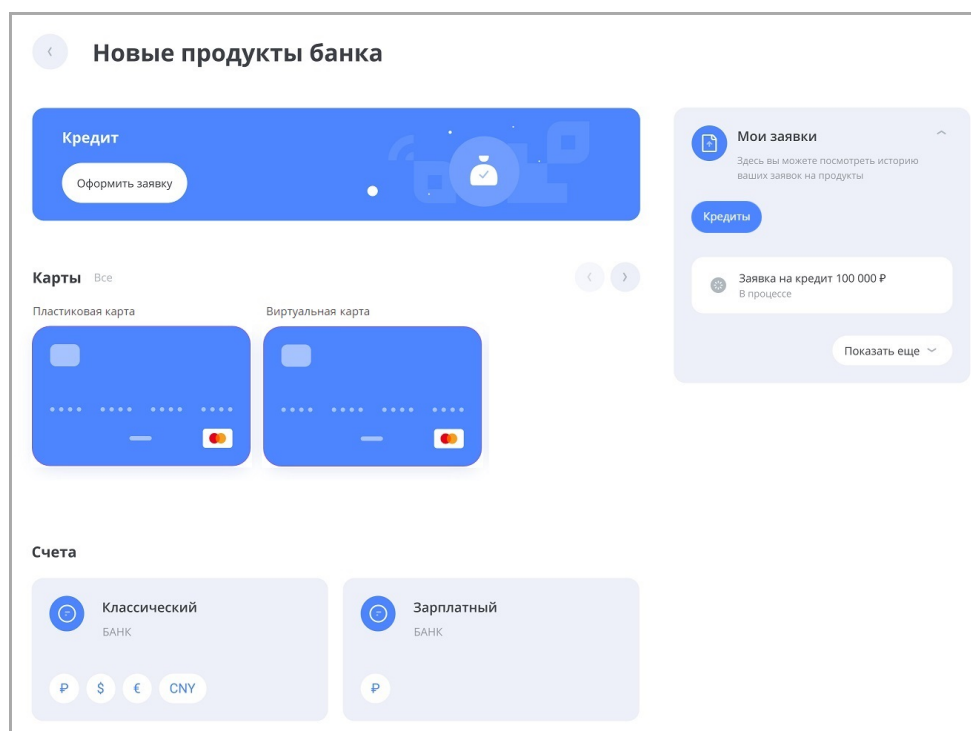 Новые продукты банка
Кредит
Оформить заявку
Карты Все
Пластиковая карта
Виртуальная карта
Счета
Классический
БАНК
₽ $ € CNY
Зарплатный
БАНК
₽
Мои заявки
Здесь вы можете посмотреть историю
ваших заявок на продукты
Кредиты
Заявка на кредит 100 000 ₽
В процессе
Показать еще